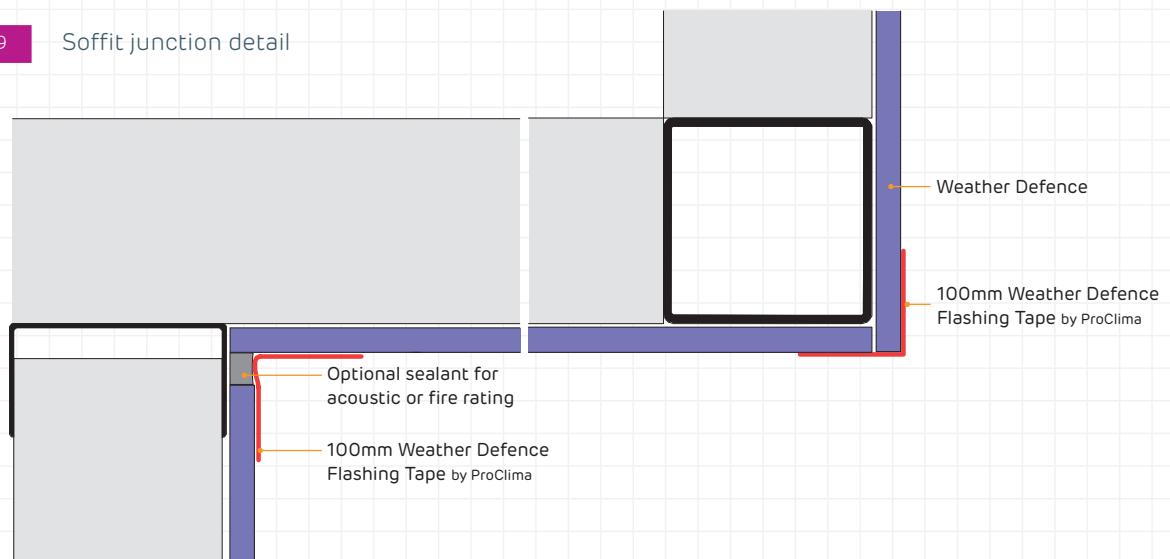 9
Soffit junction detail
Weather Defence
100mm Weather Defence
Flashing Tape by ProClima
Optional sealant for
acoustic or fire rating
100mm Weather Defence
Flashing Tape by ProClima